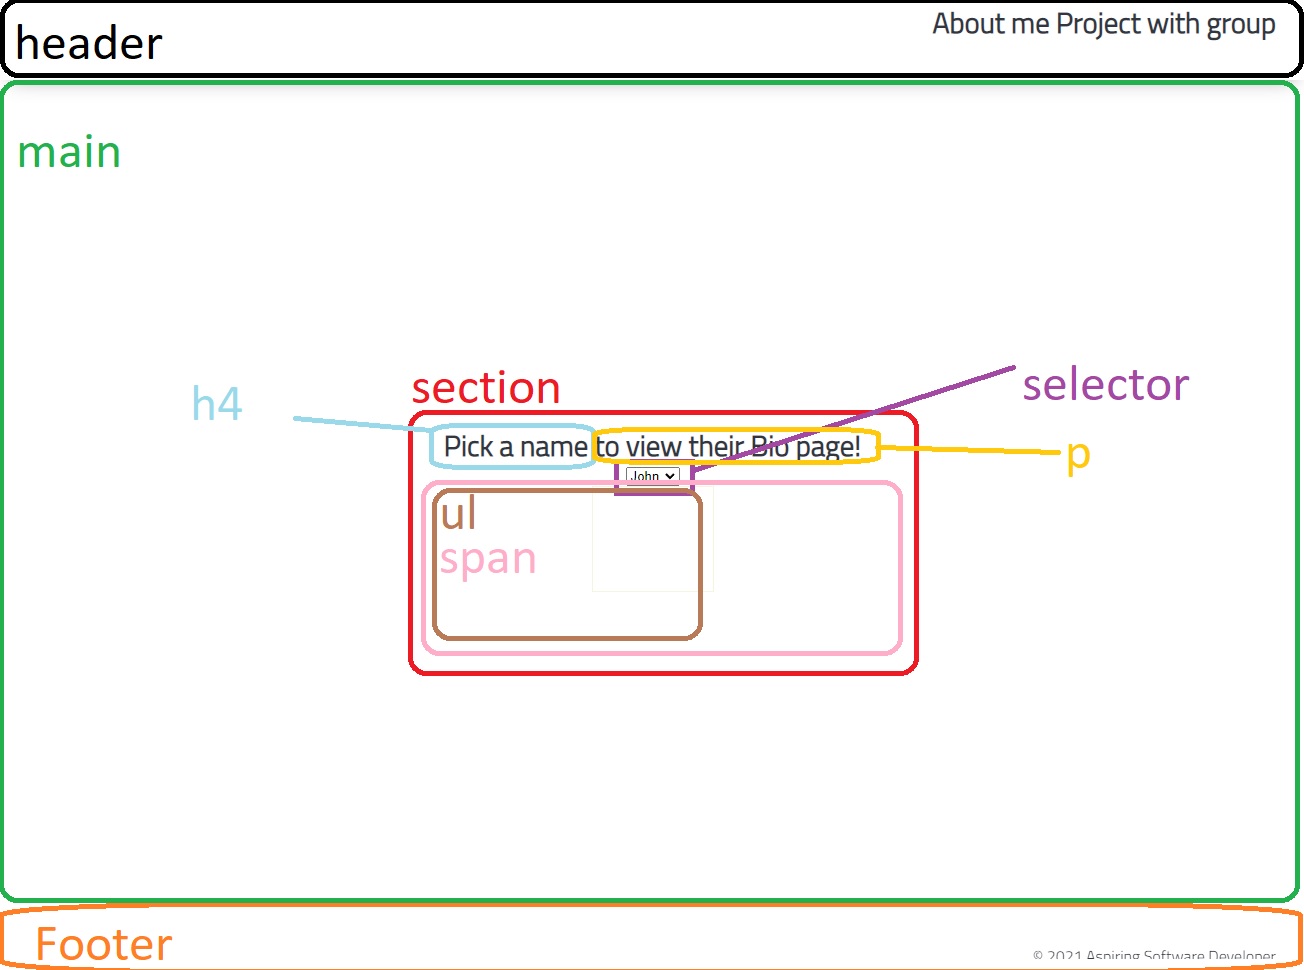 About me Project with group
header
main
h4
section
selector
Pick a name to view their Bio page!
p
John
ul
span
Footer
© 2021 Aspiring Software Developer